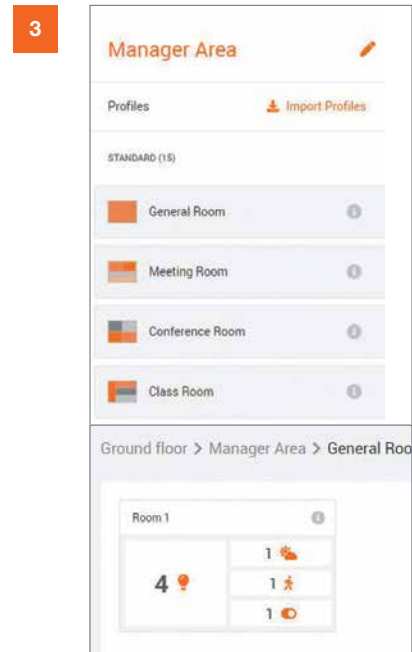 3
Manager Area
Profiles Import Profiles
STANDARD (15)
General Room
Meeting Room
Conference Room
Class Room
Ground floor > Manager Area > General Roo
Room 1
4
1
1
1